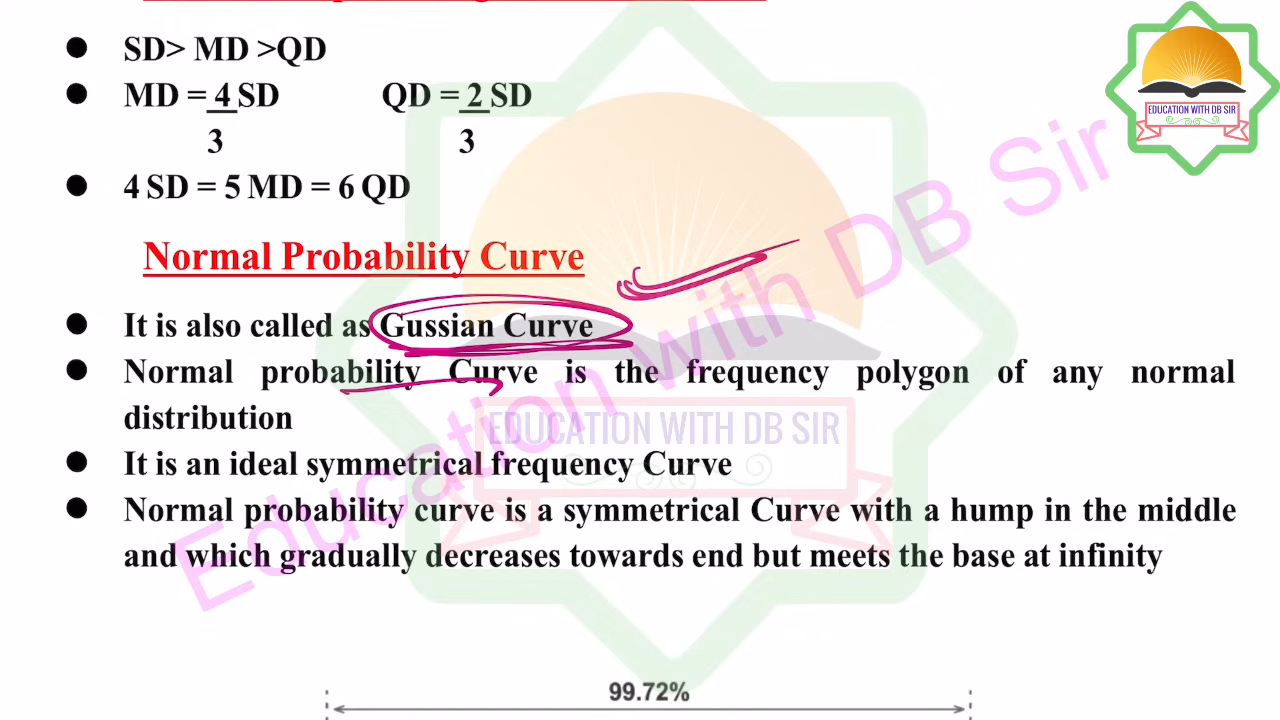 SD> MD >QD
EDUCATION WITH DB SIR
MD = 4 SD QD = 2 SD
3 3
4 SD = 5 MD = 6 QD
Normal Probability Curve
It is also called as Gussian Curve
Normal probability Curve is the frequency polygon of any normal
distribution
EDUCATION WITH DB SIR
It is an ideal symmetrical frequency Curve
Normal probability curve is a symmetrical Curve with a hump in the middle
and which gradually decreases towards end but meets the base at infinity
Education with DB Sir
99.72%